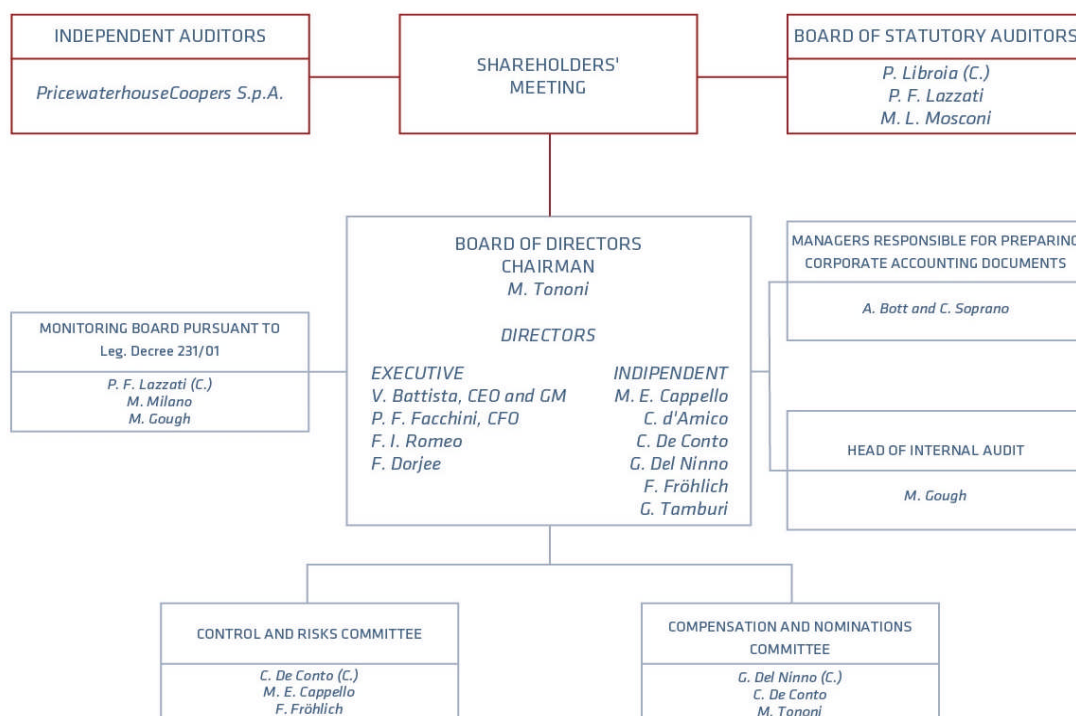 INDEPENDENT AUDITORS
PricewaterhouseCoopers S.p.A.
SHAREHOLDERS'
MEETING
BOARD OF STATUTORY AUDITORS
P. Libroia (C.)
P. F. Lazzati
M. L. Mosconi
BOARD OF DIRECTORS
CHAIRMAN
M. Tononi
DIRECTORS
EXECUTIVE
V. Battista, CEO and GM
P. F. Facchini, CFO
F. I. Romeo
F. Dorjee
INDIPENDENT
M. E. Cappello
C. d'Amico
C. De Conto
G. Del Ninno
F. Fröhlich
G. Tamburi
MONITORING BOARD PURSUANT TO
Leg. Decree 231/01
P. F. Lazzati (C.)
M. Milano
M. Gough
MANAGERS RESPONSIBLE FOR PREPARING
CORPORATE ACCOUNTING DOCUMENTS
A. Bott and C. Soprano
HEAD OF INTERNAL AUDIT
M. Gough
CONTROL AND RISKS COMMITTEE
C. De Conto (C.)
M. E. Cappello
F. Fröhlich
COMPENSATION AND NOMINATIONS
COMMITTEE
G. Del Ninno (C.)
C. De Conto
M. Tononi